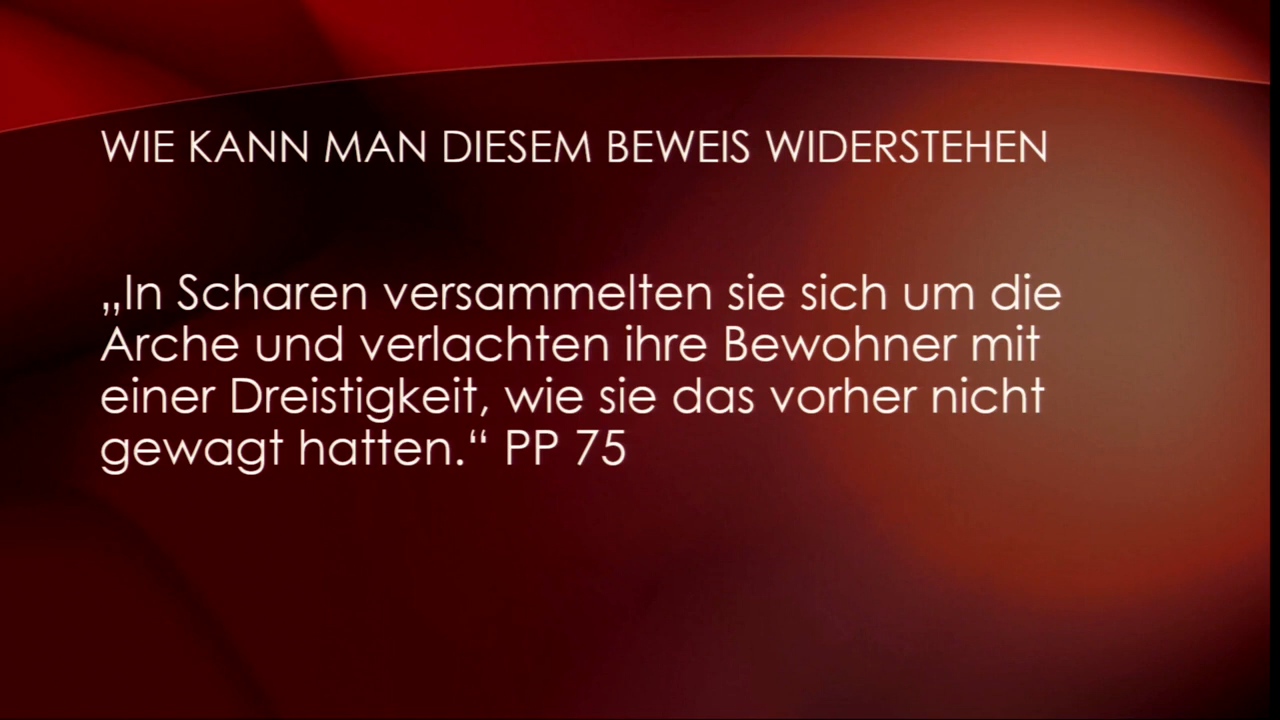 WIE KANN MAN DIESEM BEWEIS WIDERSTEHEN
„In Scharen versammelten sie sich um die
Arche und verlachten ihre Bewohner mit
einer Dreistigkeit, wie sie das vorher nicht
gewagt hatten.“ PP 75